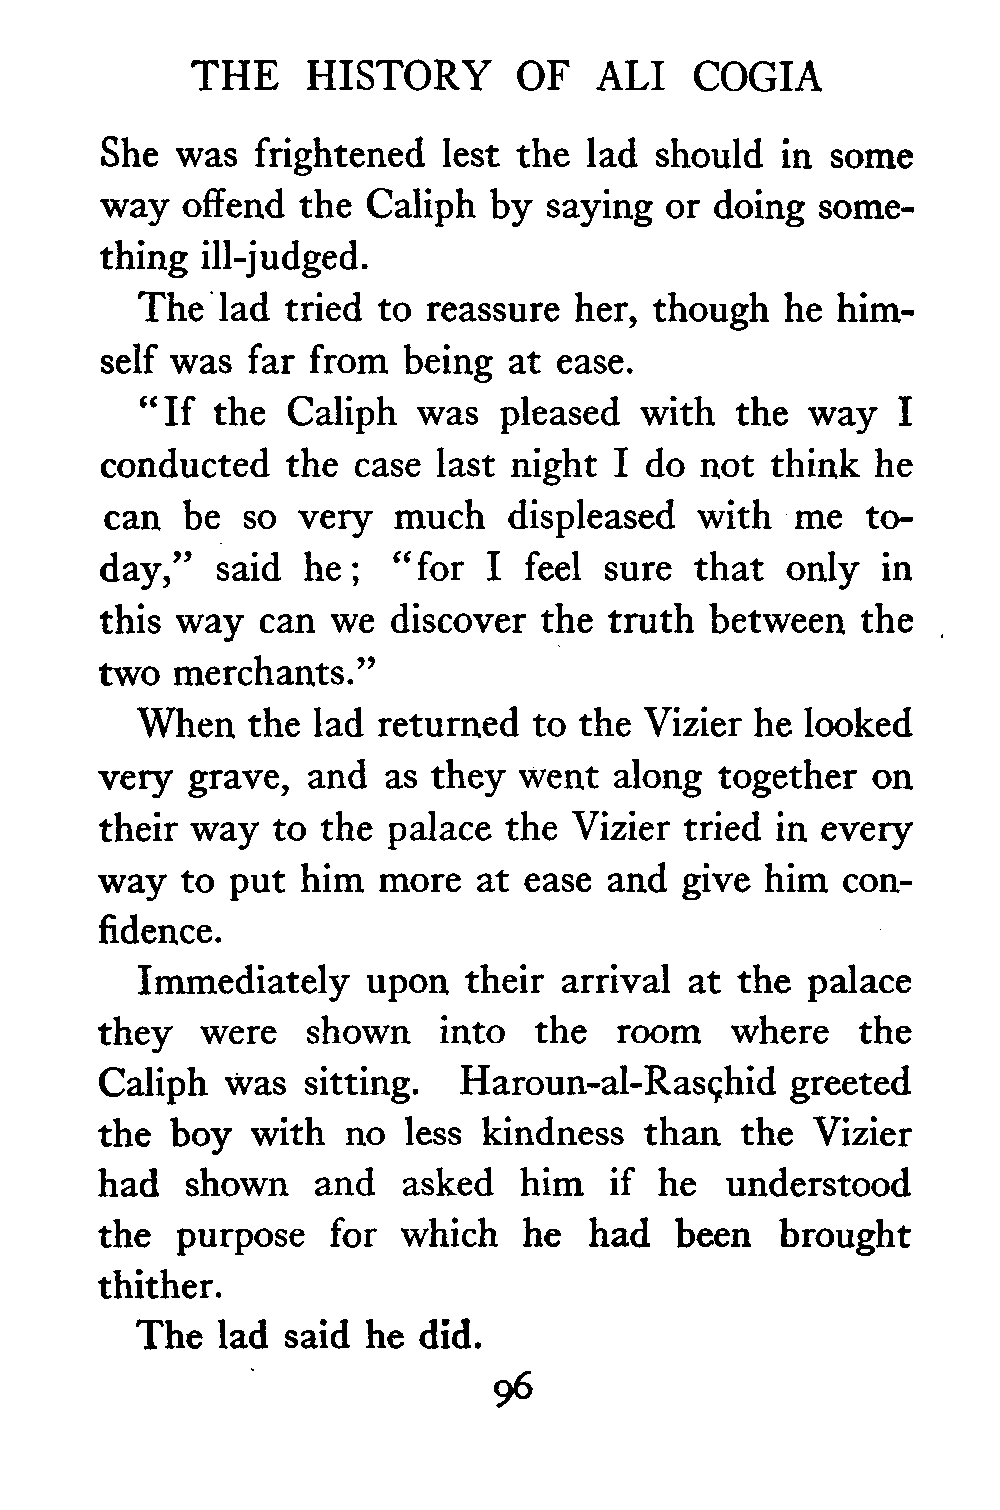 THE HISTORY OF ALI COGIA
She was frightened lest the lad should in some
way offend the Caliph by saying or doing some-
thing ill-judged.
The lad tried to reassure her, though he him-
self was far from being at ease.
"If the Caliph was pleased with the way I
conducted the case last night I do not think he
can be so very much displeased with me to-
day," said he; "for I feel sure that only in
this way can we discover the truth between the
two merchants."
When the lad returned to the Vizier he looked
very grave, and as they went along together on
their way to the palace the Vizier tried in every
way to put him more at ease and give him con-
fidence.
Immediately upon their arrival at the palace
they were shown into the room where the
Caliph was sitting. Haroun-al-Raschid greeted
the boy with no less kindness than the Vizier
had shown and asked him if he understood
the purpose for which he had been brought
thither.
The lad said he did.
96